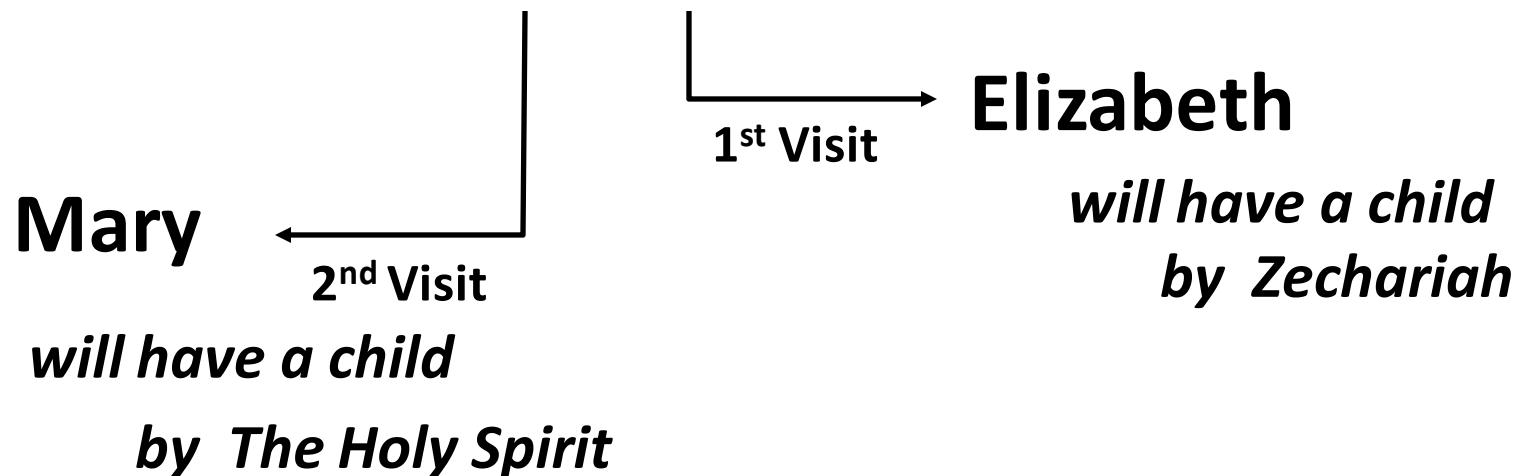 Elizabeth
1st Visit
will have a child
by Zechariah
Mary
2nd Visit
will have a child
by The Holy Spirit